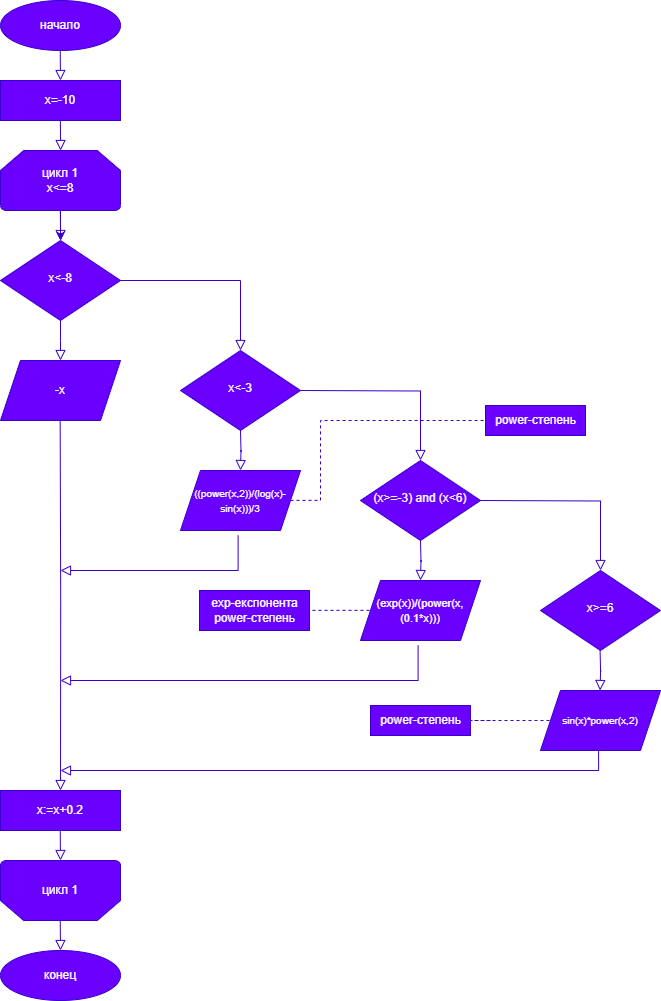 начало
x=-10
цикл 1
x<=8
x<-8
-x
x<-3
power-степень
((power(x,2))/(log(x)-
sin(x)))/3
(x>=-3) and (x<6)
exp-експонента
power-степень
(exp(x))/(power(x,
(0.1*x)))
x>=6
power-степень
sin(x)*power(x,2)
x:=x+0.2
цикл 1
конец